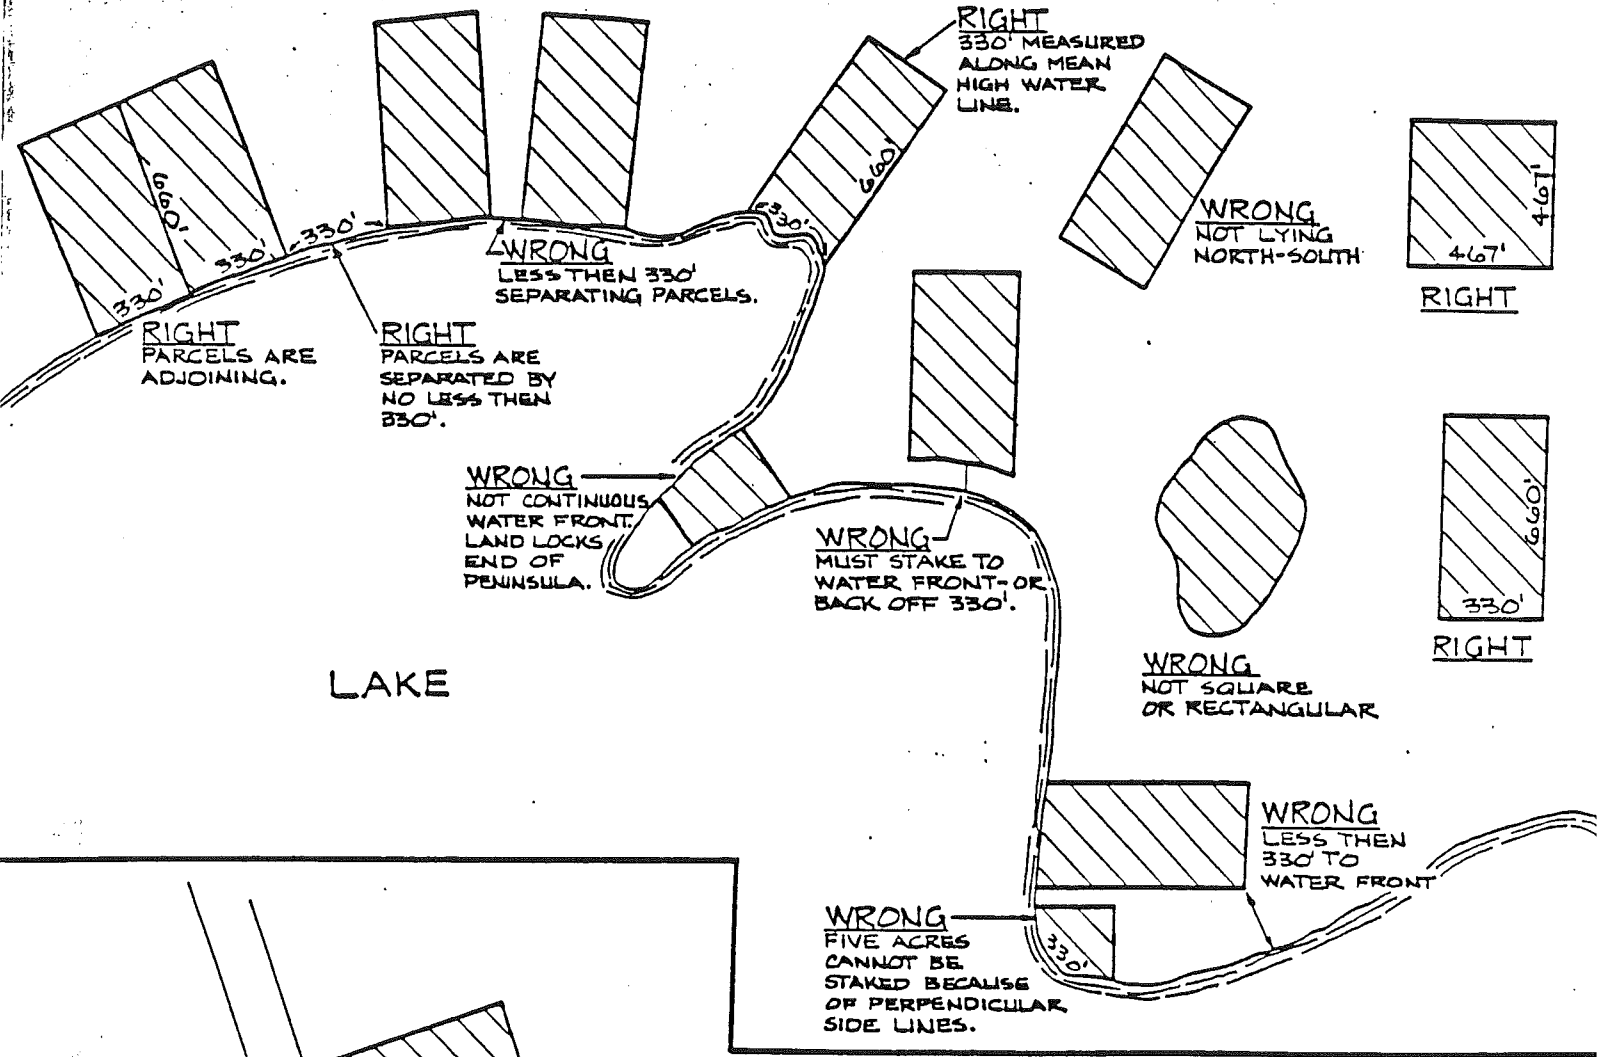 RIGHT
330' MEASURED
ALONG MEAN
HIGH WATER
LINE.
660'
330'
330'
330'
RIGHT
PARCELS ARE
ADJOINING.
RIGHT
PARCELS ARE
SEPARATED BY
NO LESS THEN
330'.
WRONG
LESS THEN 330'
SEPARATING PARCELS.
660'
330'
WRONG
NOT LYING
NORTH-SOUTH
467'
467'
RIGHT
WRONG
NOT CONTINUOUS
WATER FRONT.
LAND LOCKS
END OF
PENINSULA.
WRONG
MUST STAKE TO
WATER FRONT-OR
BACK OFF 330'.
WRONG
NOT SQUARE
OR RECTANGULAR
660'
330'
RIGHT
LAKE
WRONG
LESS THEN
330' TO
WATER FRONT
WRONG
FIVE ACRES
CANNOT BE
STAKED BECAUSE
OF PERPENDICULAR
SIDE LINES.
330'